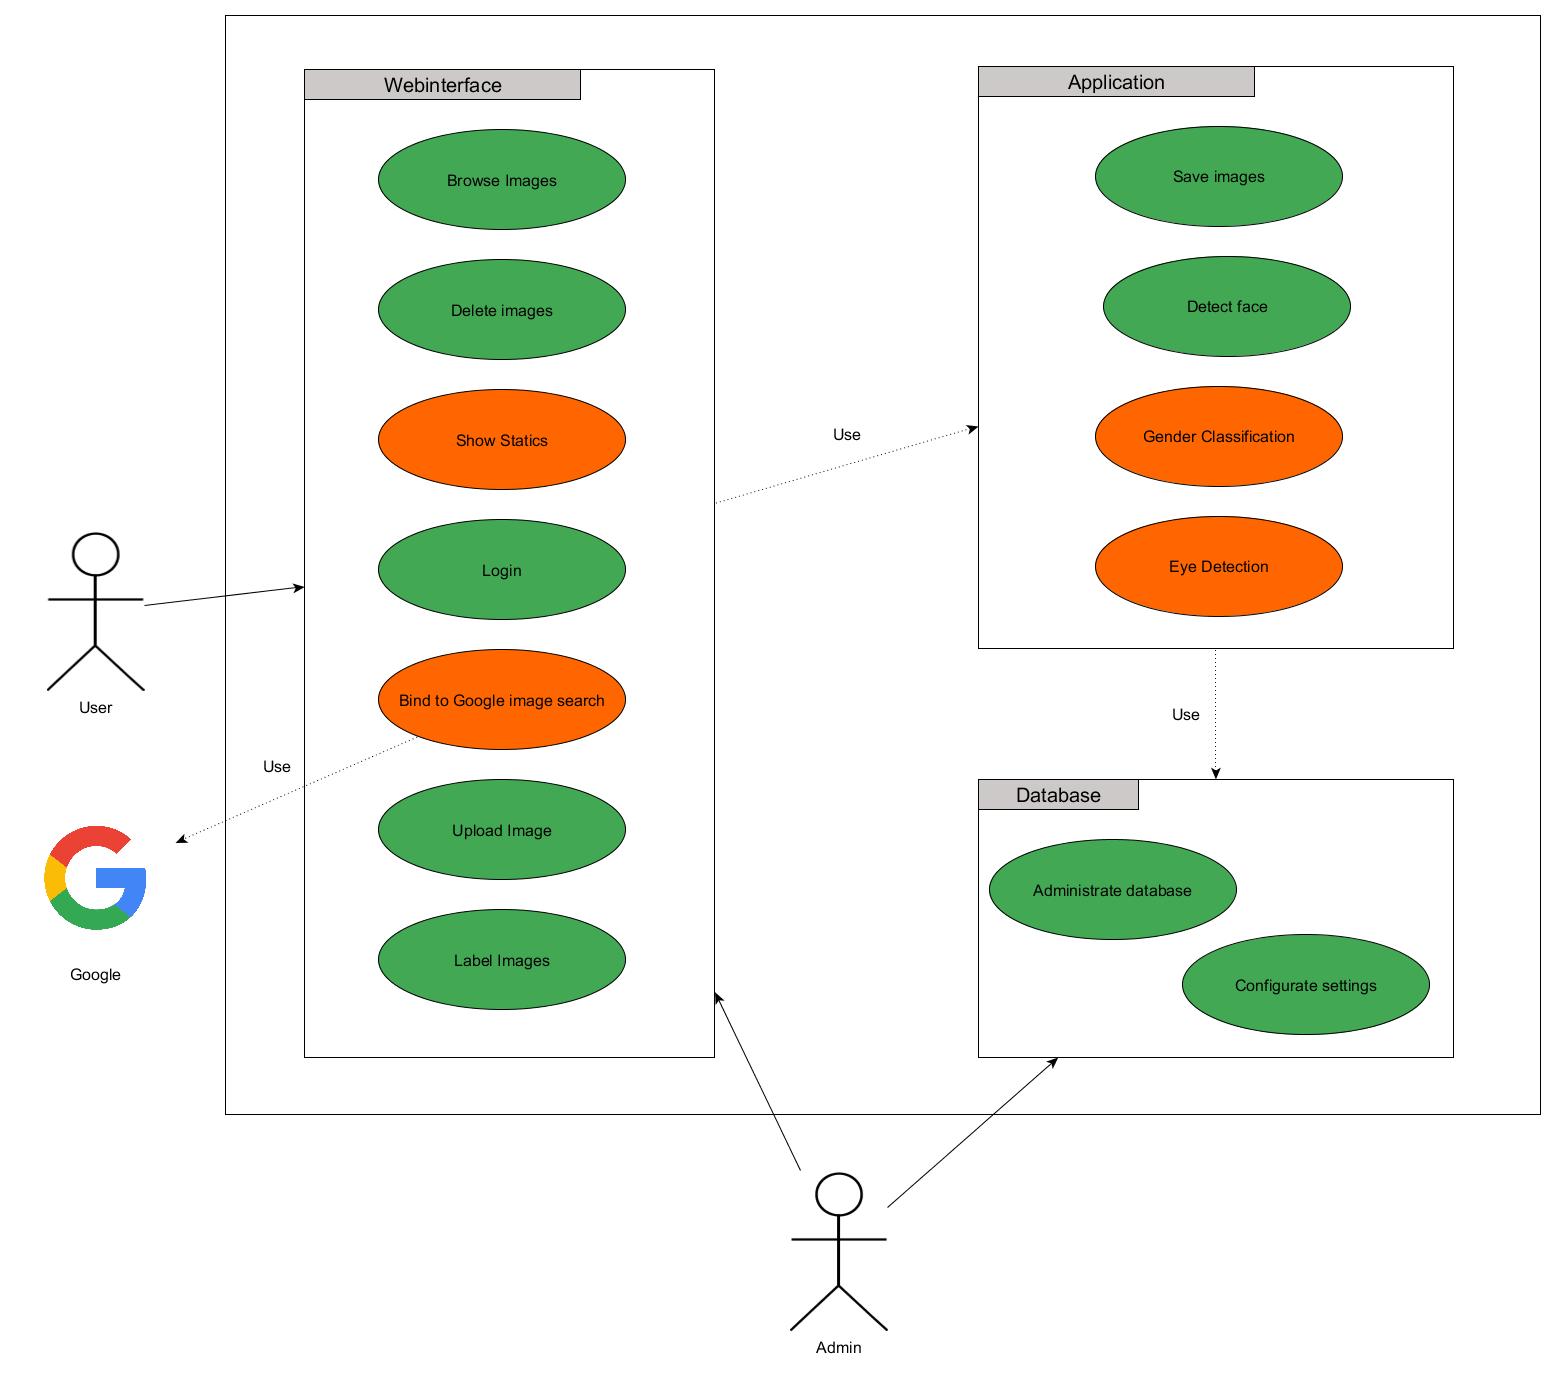 Webinterface
Browse Images
Delete images
Show Statics
Login
Bind to Google image search
Upload Image
Label Images
Use
Application
Save images
Detect face
Gender Classification
Eye Detection
Use
Database
Administrate database
Configurate settings
User
Use
Google
Admin